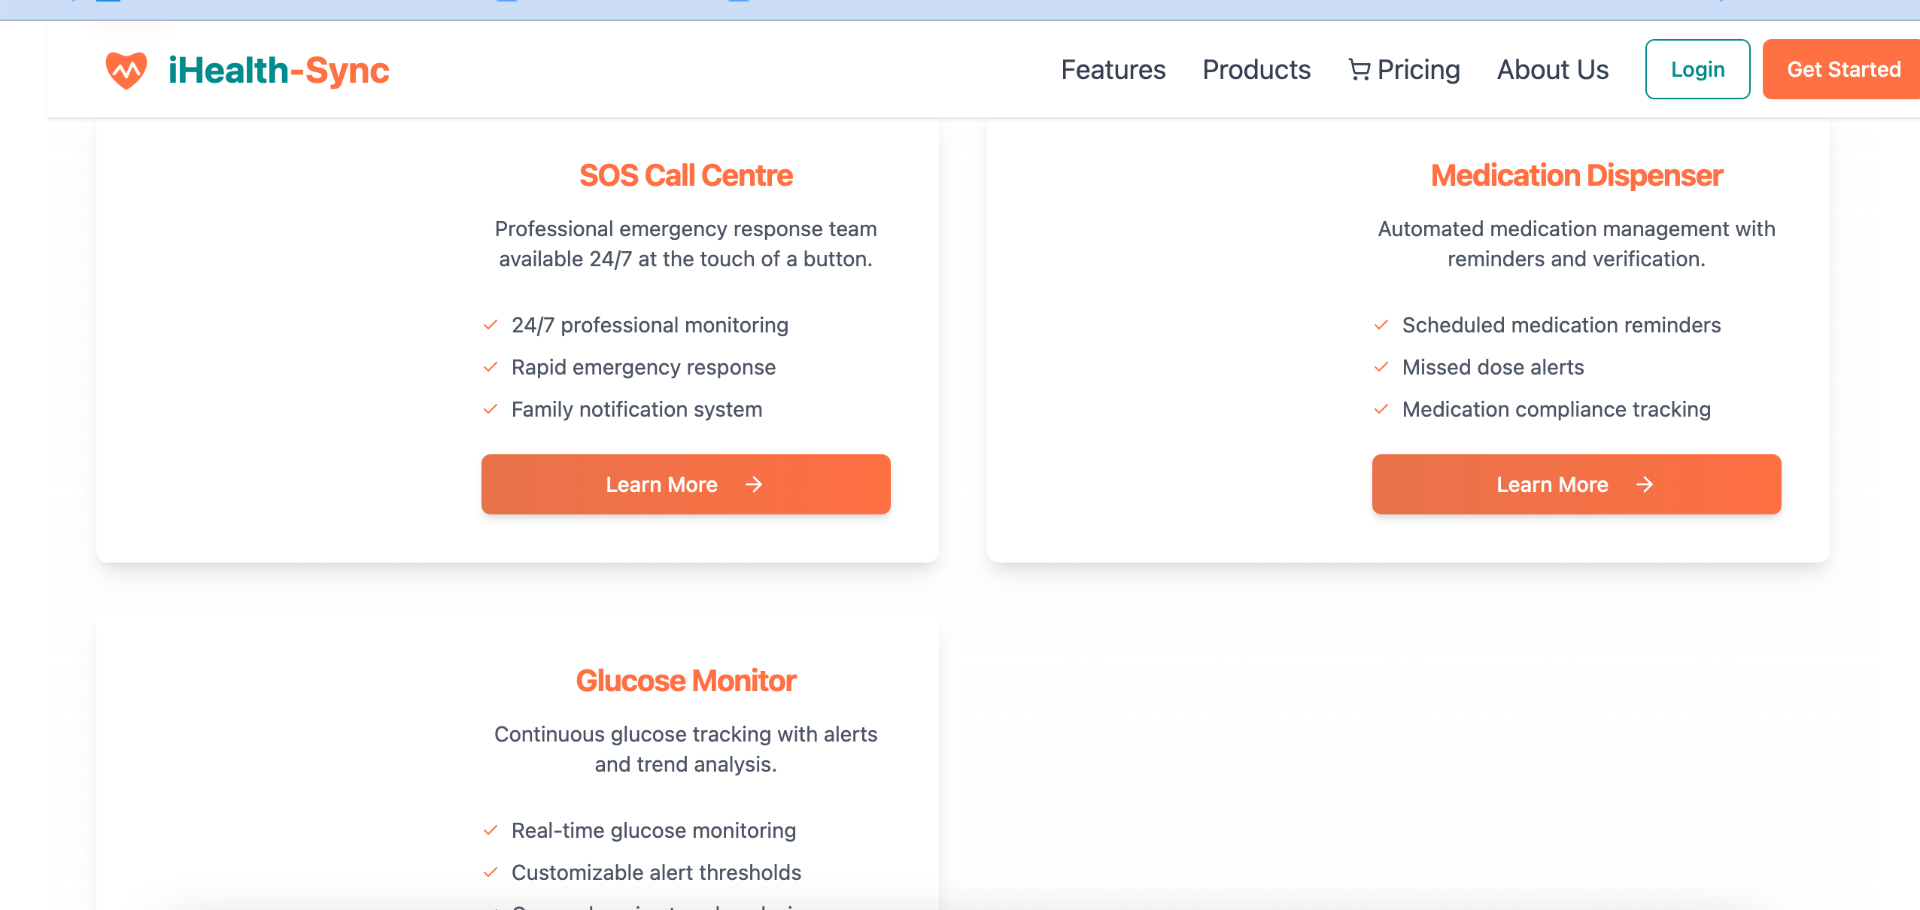 iHealth-Sync
Features
Products
Pricing
About Us
Login
Get Started
SOS Call Centre
Professional emergency response team
available 24/7 at the touch of a button.
24/7 professional monitoring
Rapid emergency response
Family notification system
Learn More
Medication Dispenser
Automated medication management with
reminders and verification.
Scheduled medication reminders
Missed dose alerts
Medication compliance tracking
Learn More
Glucose Monitor
Continuous glucose tracking with alerts
and trend analysis.
Real-time glucose monitoring
Customizable alert thresholds